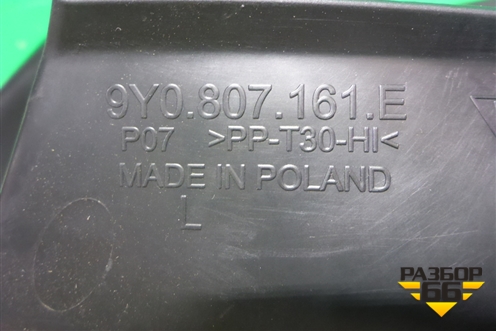 9Y0.807.161.E
P07 >PP-T30-HI<
MADE IN POLAND
L
РАЗБОР
66